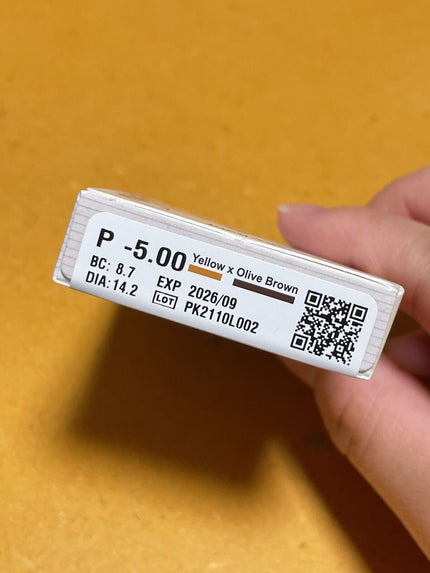 P -5.00 Yellow x Olive Brown
BC: 8.7
DIA: 14.2
EXP 2026/09
LOT PK2110L002